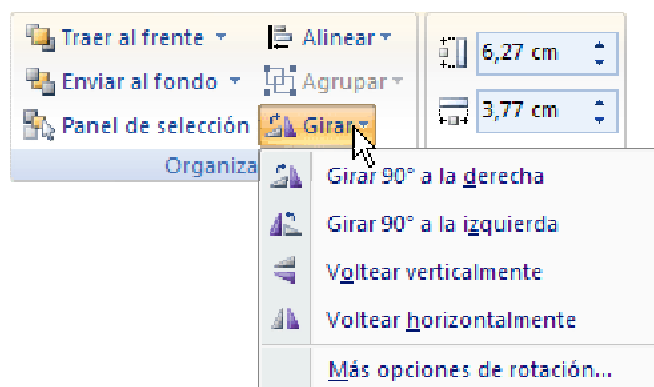 Traer al frente Alinear
Enviar al fondo Agrupar
Panel de selección Girar
6,27 cm
3,77 cm
Organiza
Girar 90° a la derecha
Girar 90° a la izquierda
Voltear verticalmente
Voltear horizontalmente
Más opciones de rotación...